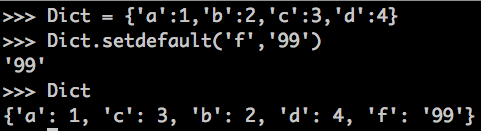 >>> Dict = {'a':1,'b':2,'c':3,'d':4}
>>> Dict.setdefault('f','99')
'99'
>>> Dict
{'a': 1, 'c': 3, 'b': 2, 'd': 4, 'f': '99'}